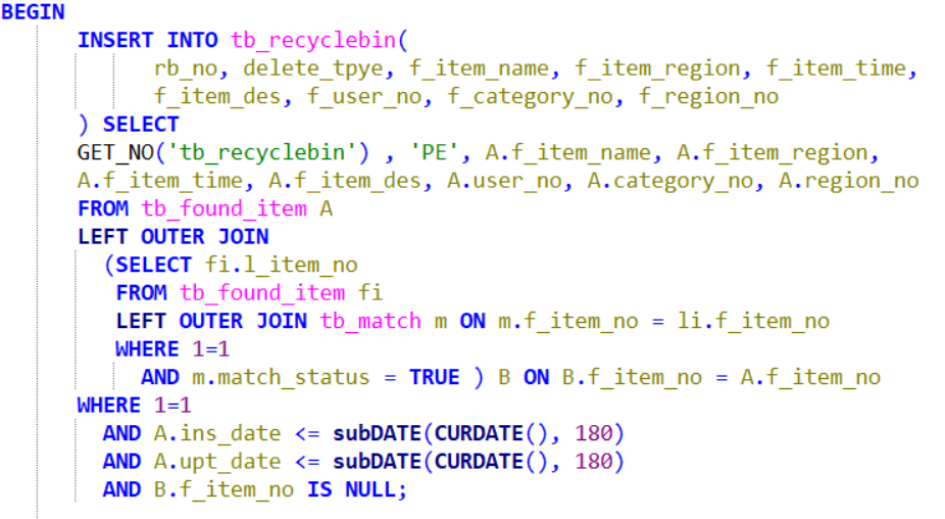 BEGIN
INSERT INTO tb_recyclebin(
rb_no, delete_tpye, f_item_name, f_item_region, f_item_time,
f_item_des, f_user_no, f_category_no, f_region_no
) SELECT
GET_NO('tb_recyclebin') , 'PE', A.f_item_name, A.f_item_region,
A.f_item_time, A.f_item_des, A.user_no, A.category_no, A.region_no
FROM tb_found_item A
LEFT OUTER JOIN
(SELECT fi.l_item_no
FROM tb_found_item fi
LEFT OUTER JOIN tb_match m ON m.f_item_no = li.f_item_no
WHERE 1=1
AND m.match_status = TRUE ) B ON B.f_item_no = A.f_item_no
WHERE 1=1
AND A.ins_date <= subDATE(CURDATE(), 180)
AND A.upt_date <= subDATE(CURDATE(), 180)
AND B.f_item_no IS NULL;